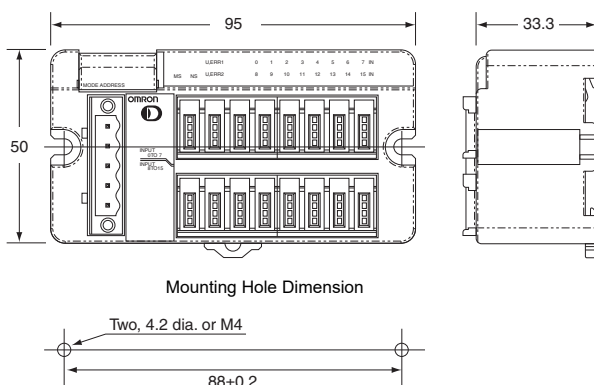 95
33.3
U,ERR1 0 1 2 3 4 5 6 7 IN
MS NS U,ERR2 8 9 10 11 12 13 14 15 IN
MODE ADDRESS
OMRON
D
50
INPUT
0TO 7
INPUT
8TO15
Mounting Hole Dimension
Two, 4.2 dia. or M4
88±0.2